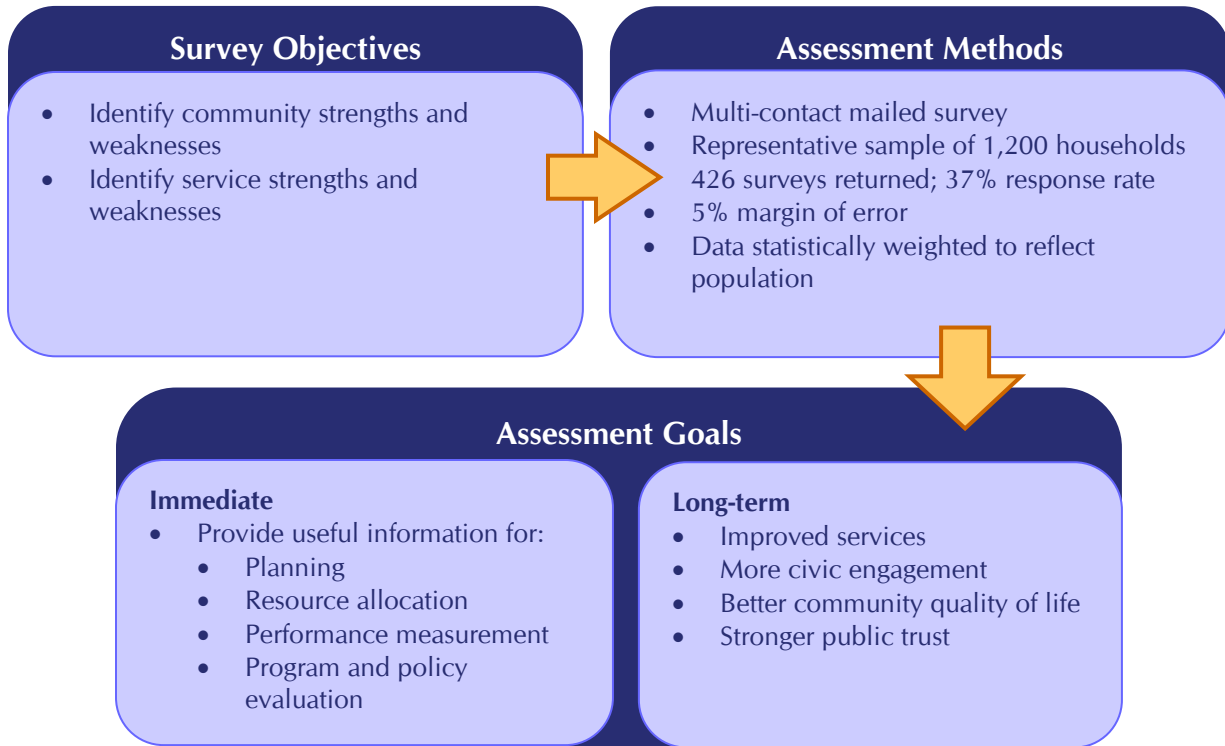 Survey Objectives
• Identify community strengths and
weaknesses
• Identify service strengths and
weaknesses
Assessment Methods
• Multi-contact mailed survey
• Representative sample of 1,200 households
426 surveys returned; 37% response rate
• 5% margin of error
• Data statistically weighted to reflect
population
Assessment Goals
Immediate
• Provide useful information for:
• Planning
• Resource allocation
• Performance measurement
• Program and policy
evaluation
Long-term
• Improved services
• More civic engagement
• Better community quality of life
• Stronger public trust